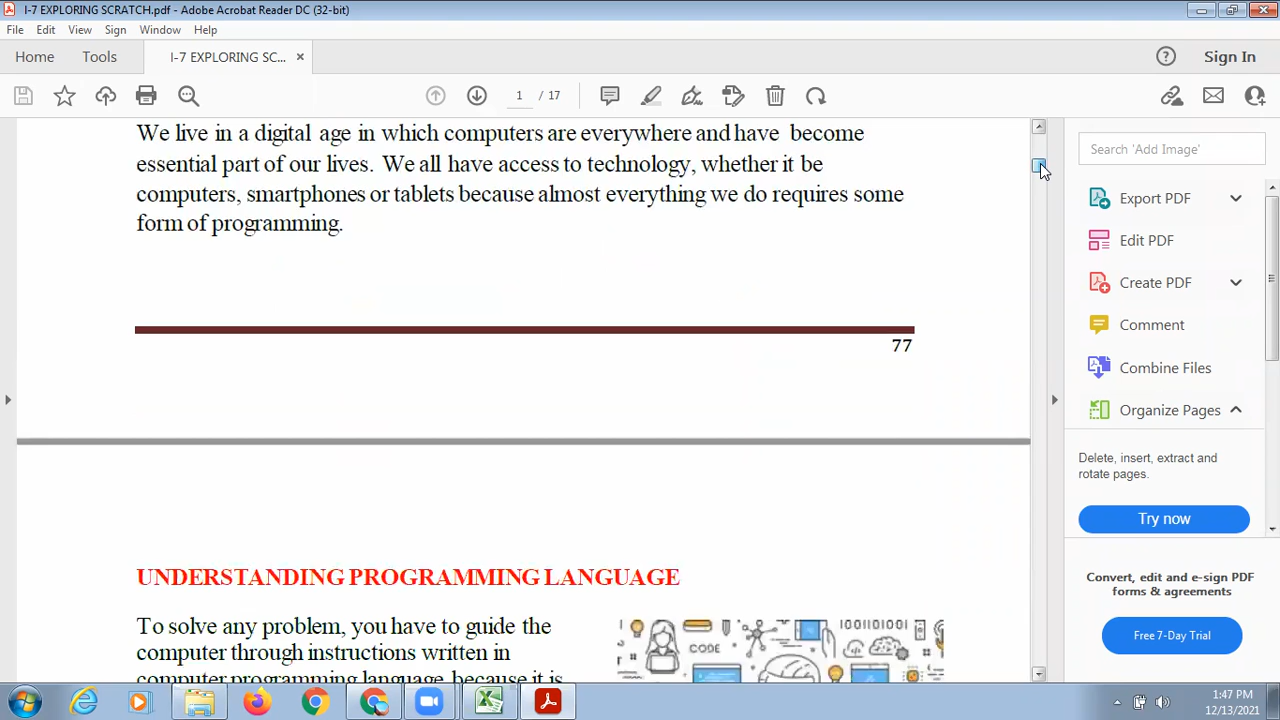 I-7 EXPLORING SCRATCH.pdf - Adobe Acrobat Reader DC (32-bit)
File Edit View Sign Window Help
Home Tools I-7 EXPLORING SC... × Sign In
1 / 17
We live in a digital age in which computers are everywhere and have become
essential part of our lives. We all have access to technology, whether it be
computers, smartphones or tablets because almost everything we do requires some
form of programming.
77
UNDERSTANDING PROGRAMMING LANGUAGE
To solve any problem, you have to guide the
computer through instructions written in
computer programming language, because it is
CODE
Search 'Add Image'
Export PDF
Edit PDF
Create PDF
Comment
Combine Files
Organize Pages
Delete, insert, extract and
rotate pages.
Try now
Convert, edit and e-sign PDF
forms & agreements
Free 7-Day Trial
1:47 PM
12/13/2021